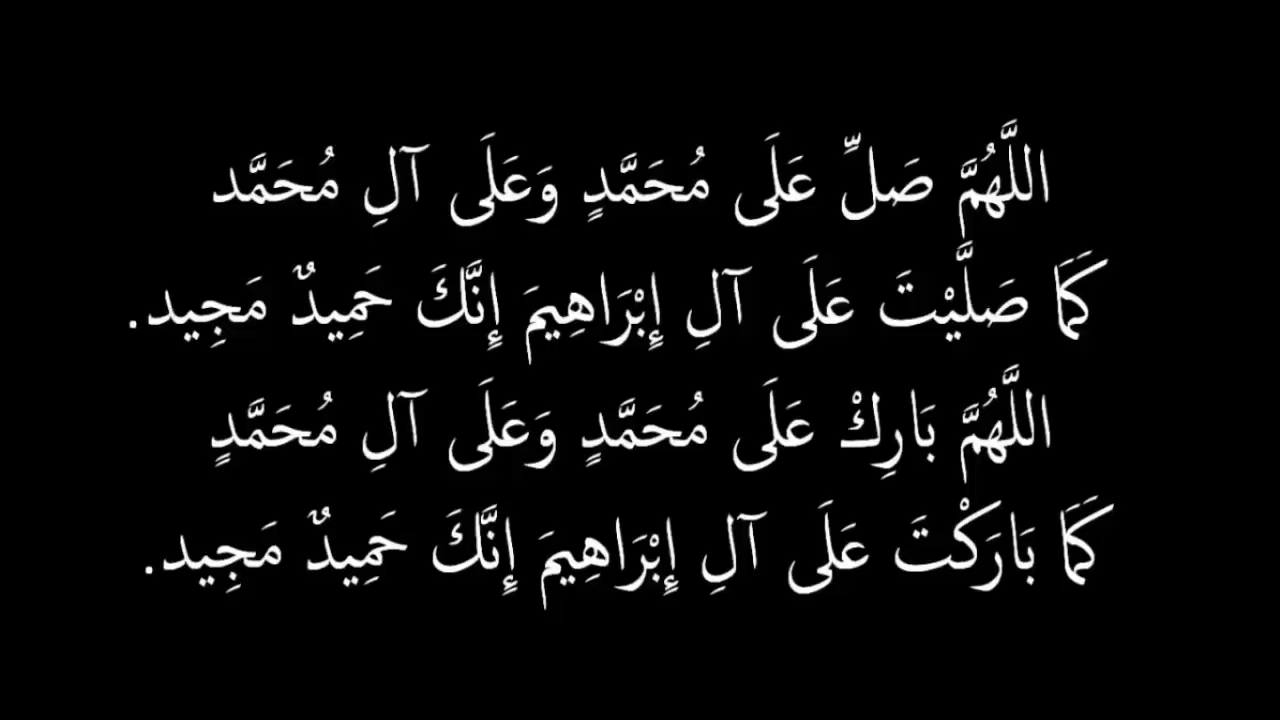 اللَّهُمَّ صَلِّ عَلَى مُحَمَّدٍ وَعَلَى آلِ مُحَمَّد
كَمَا صَلَّيْتَ عَلَى آلِ إِبْرَاهِيمَ إِنَّكَ حَمِيدٌ مَجِيد.
اللَّهُمَّ بَارِكْ عَلَى مُحَمَّدٍ وَعَلَى آلِ مُحَمَّدٍ
كَمَا بَارَكْتَ عَلَى آلِ إِبْرَاهِيمَ إِنَّكَ حَمِيدٌ مَجِيد.